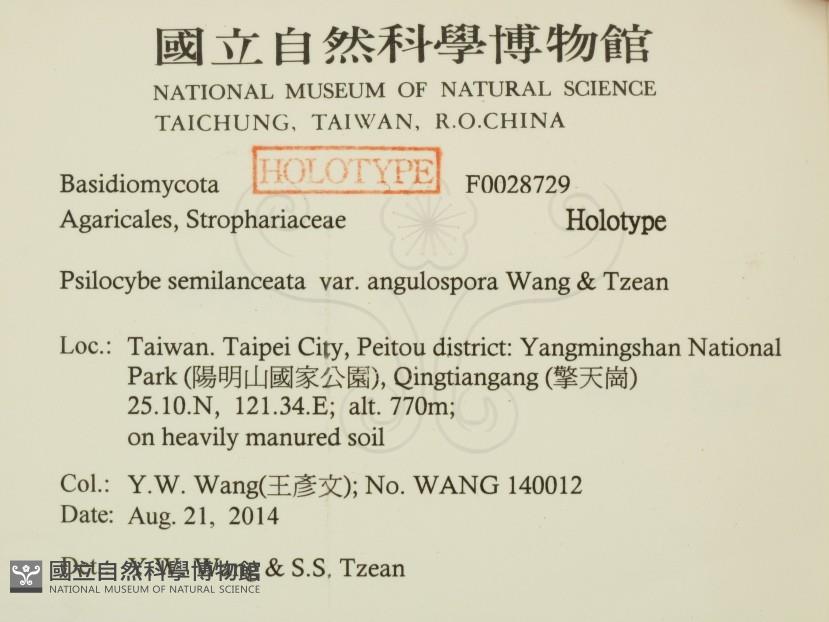 國立自然科學博物館
NATIONAL MUSEUM OF NATURAL SCIENCE
TAICHUNG, TAIWAN, R.O.CHINA
Basidiomycota HOLOTYPE F0028729
Agaricales, Strophariaceae Holotype
Psilocybe semilanceata var. angulospora Wang & Tzean
Loc.: Taiwan. Taipei City, Peitou district: Yangmingshan National
Park (陽明山國家公園), Qingtiangang (擎天崗)
25.10.N, 121.34.E; alt. 770m;
on heavily manured soil
Col.: Y.W. Wang(王彥文); No. WANG 140012
Date: Aug. 21, 2014
Det.: Y.W. Wang & S.S. Tzean
國立自然科學博物館
NATIONAL MUSEUM OF NATURAL SCIENCE